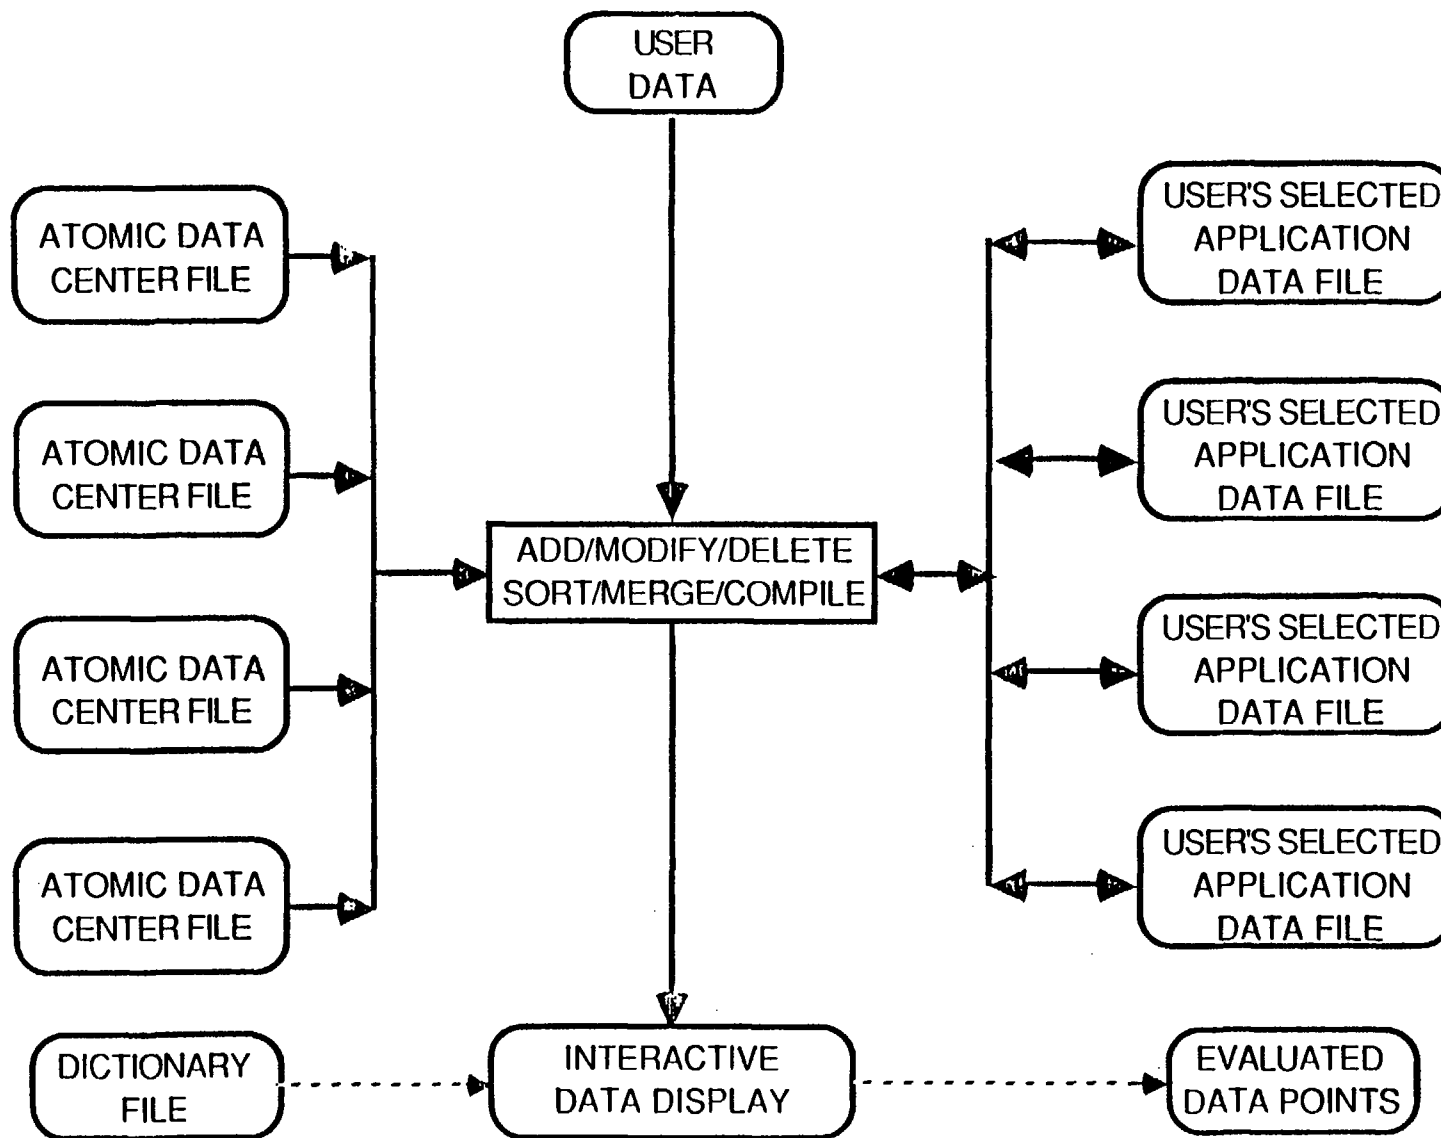 USER
DATA
ATOMIC DATA
CENTER FILE
ATOMIC DATA
CENTER FILE
ATOMIC DATA
CENTER FILE
ATOMIC DATA
CENTER FILE
ADD/MODIFY/DELETE
SORT/MERGE/COMPILE
USER'S SELECTED
APPLICATION
DATA FILE
USER'S SELECTED
APPLICATION
DATA FILE
USER'S SELECTED
APPLICATION
DATA FILE
USER'S SELECTED
APPLICATION
DATA FILE
DICTIONARY
FILE
INTERACTIVE
DATA DISPLAY
EVALUATED
DATA POINTS